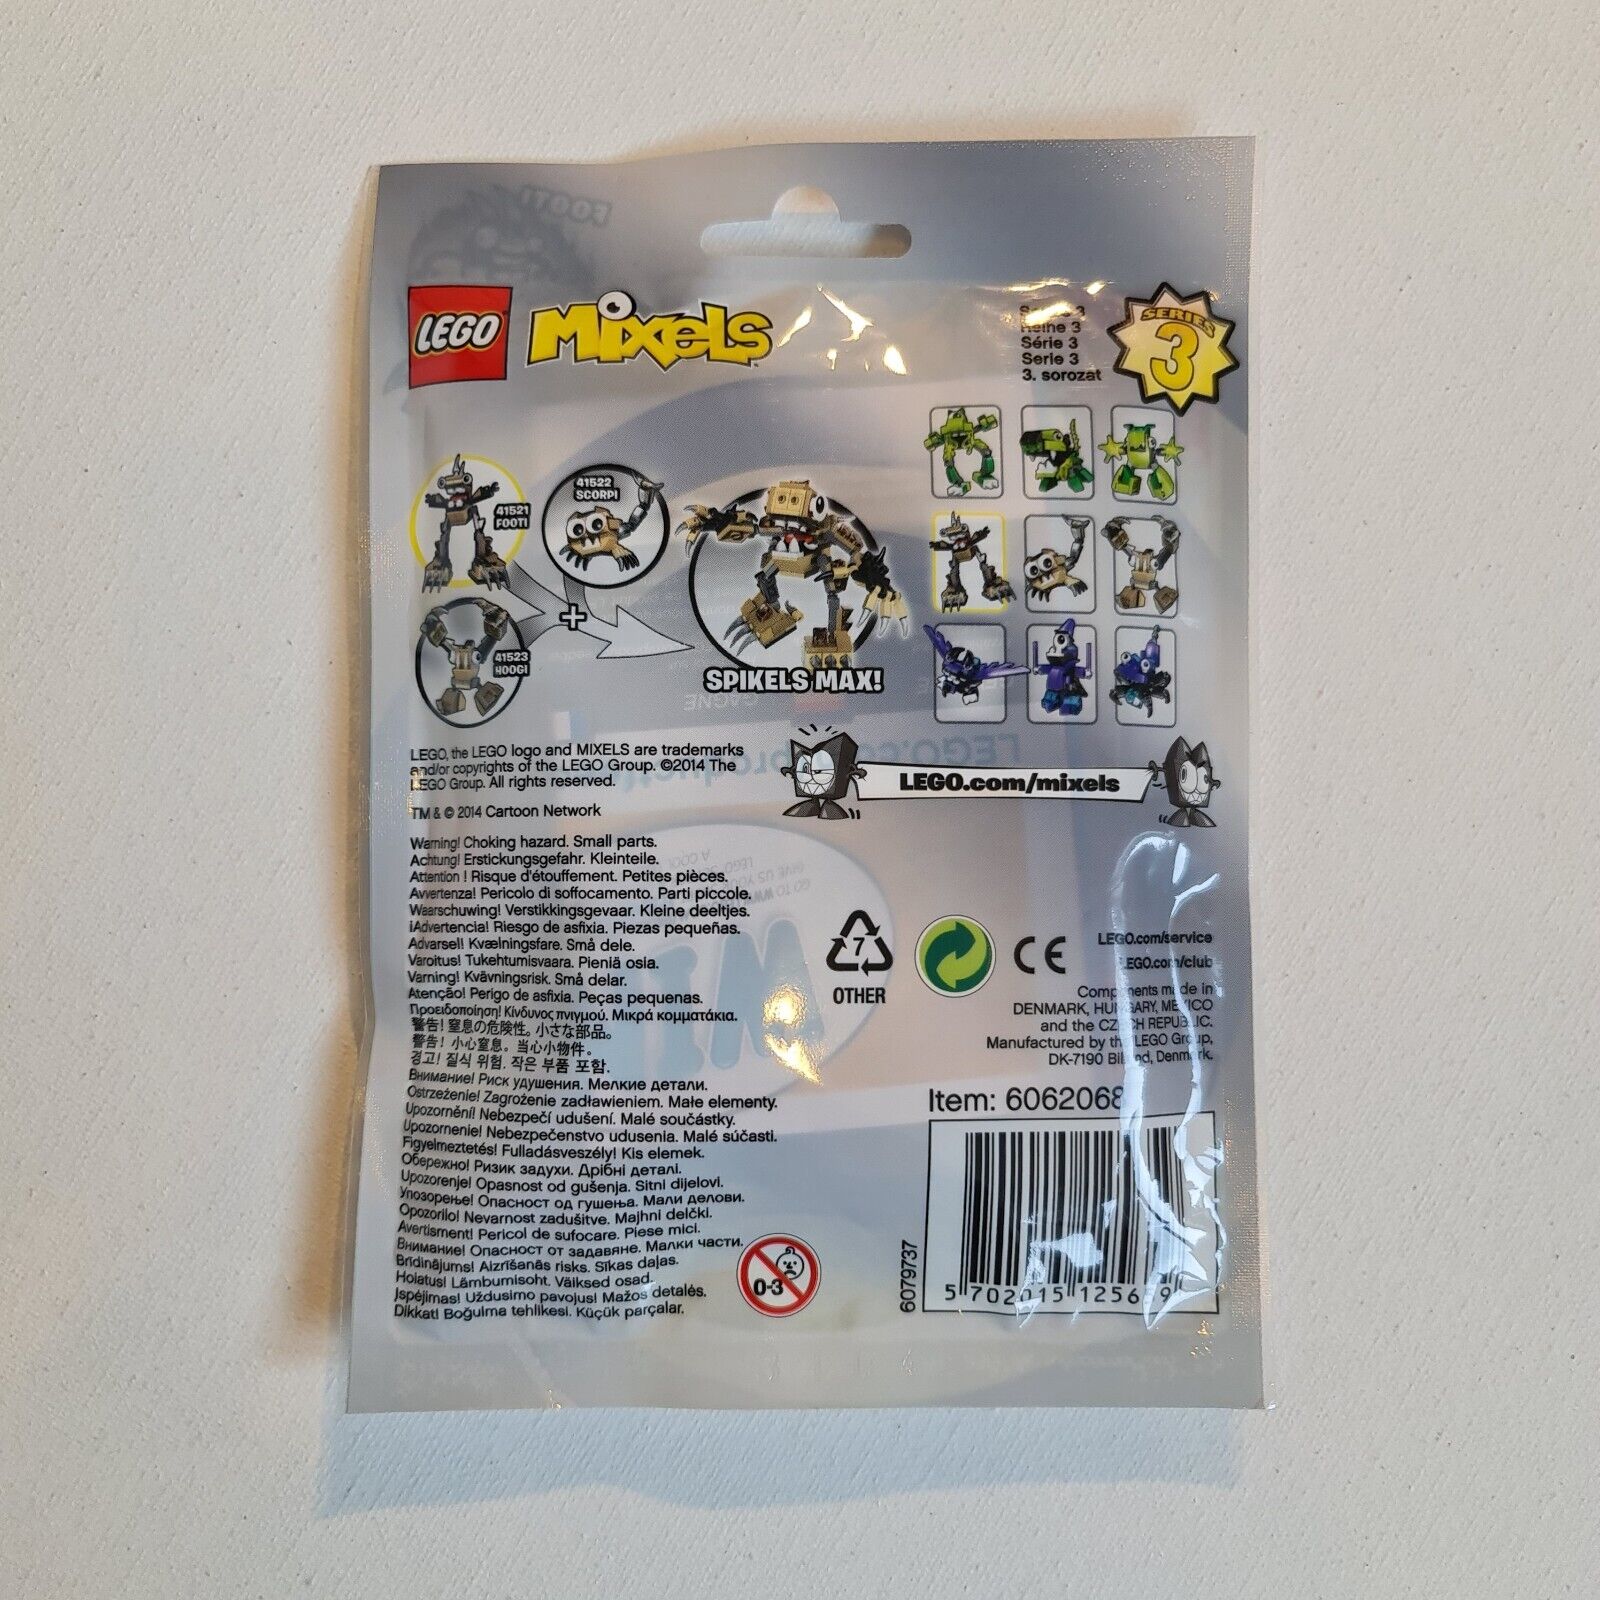 FOOTI
LEGO
Mixels
Serie 3
Reihe 3
Série 3
Serie 3
3. sorozat
SERIES
3
41521
FOOTI
41522
SCORPI
+
41523
HOOGI
SPIKELS MAX!
LEGO, the LEGO logo and MIXELS are trademarks
and/or copyrights of the LEGO Group. ©2014 The
LEGO Group. All rights reserved.
TM & © 2014 Cartoon Network
LEGO.com/mixels
Warning! Choking hazard. Small parts.
Achtung! Erstickungsgefahr. Kleinteile.
Attention ! Risque d'étouffement. Petites pièces.
Avvertenza! Pericolo di soffocamento. Parti piccole.
Waarschuwing! Verstikkingsgevaar. Kleine deeltjes.
¡Advertencia! Riesgo de asfixia. Piezas pequeñas.
Advarsel! Kvælningsfare. Små dele.
Varoitus! Tukehtumisvaara. Pieniä osia.
Varning! Kvävningsrisk. Små delar.
Atenção! Perigo de asfixia. Peças pequenas.
Προειδοποίηση! Κίνδυνος πνιγμού. Μικρά κομματάκια.
警告! 窒息の危険性。小さな部品。
警告! 小心窒息。当心小物件。
경고! 질식 위험. 작은 부품 포함.
Внимание! Риск удушения. Мелкие детали.
Ostrzeżenie! Zagrożenie zadławieniem. Małe elementy.
Upozornění! Nebezpečí udušení. Malé součástky.
Upozornenie! Nebezpečenstvo udusenia. Malé súčasti.
Figyelmeztetés! Fulladásveszély! Kis elemek.
Обережно! Ризик задухи. Дрібні деталі.
Upozorenje! Opasnost od gušenja. Sitni dijelovi.
Упозорење! Опасност од гушења. Мали делови.
Opozorilo! Nevarnost zadušitve. Majhni delčki.
Avertisment! Pericol de sufocare. Piese mici.
Внимание! Опасност от задавяне. Малки части.
Brīdinājums! Aizrīšanās risks. Sīkas daļas.
Hoiatus! Lämbumisoht. Väiksed osad.
Įspėjimas! Uždusimo pavojus! Mažos detalės.
Dikkat! Boğulma tehlikesi. Küçük parçalar.
0-3
7
OTHER
CE
LEGO.com/service
LEGO.com/club
Components made in
DENMARK, HUNGARY, MEXICO
and the CZECH REPUBLIC.
Manufactured by the LEGO Group,
DK-7190 Billund, Denmark.
Item: 6062068
6079737
5 702015 125659